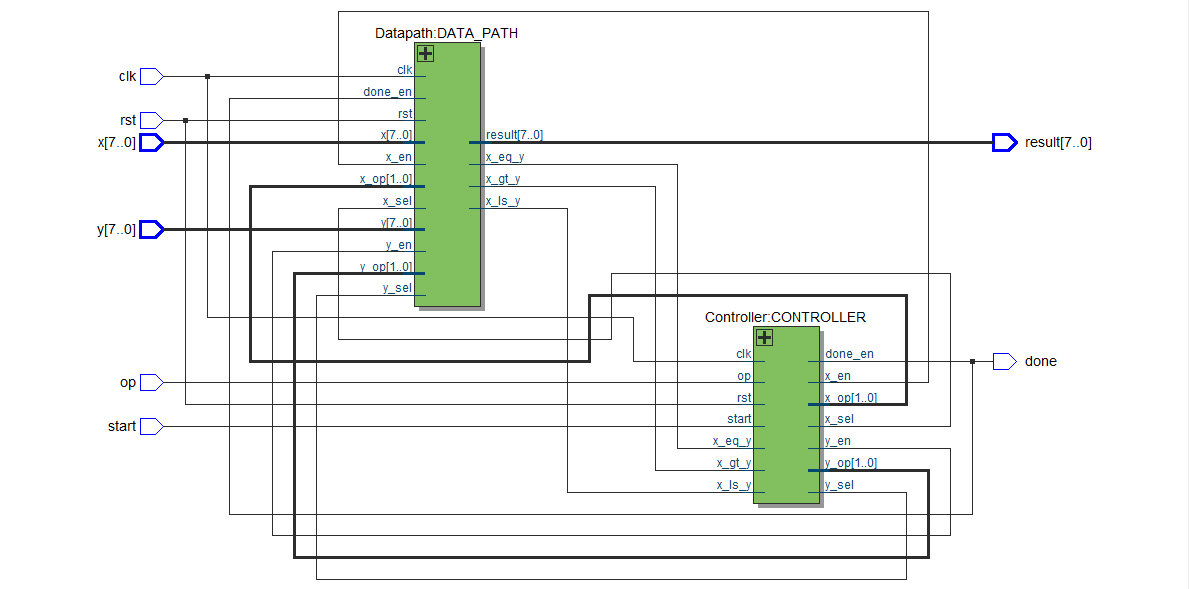 Datapath:DATA_PATH
clk
clk
done_en
rst
rst
x[7..0]
x[7..0]
result[7..0]
result[7..0]
x_en
x_eq_y
x_op[1..0]
x_gt_y
x_sel
x_ls_y
y[7..0]
y[7..0]
y_en
y_op[1..0]
y_sel
Controller:CONTROLLER
clk
done_en
done
op
op
x_en
rst
x_op[1..0]
start
start
x_sel
x_eq_y
y_en
x_gt_y
y_op[1..0]
x_ls_y
y_sel